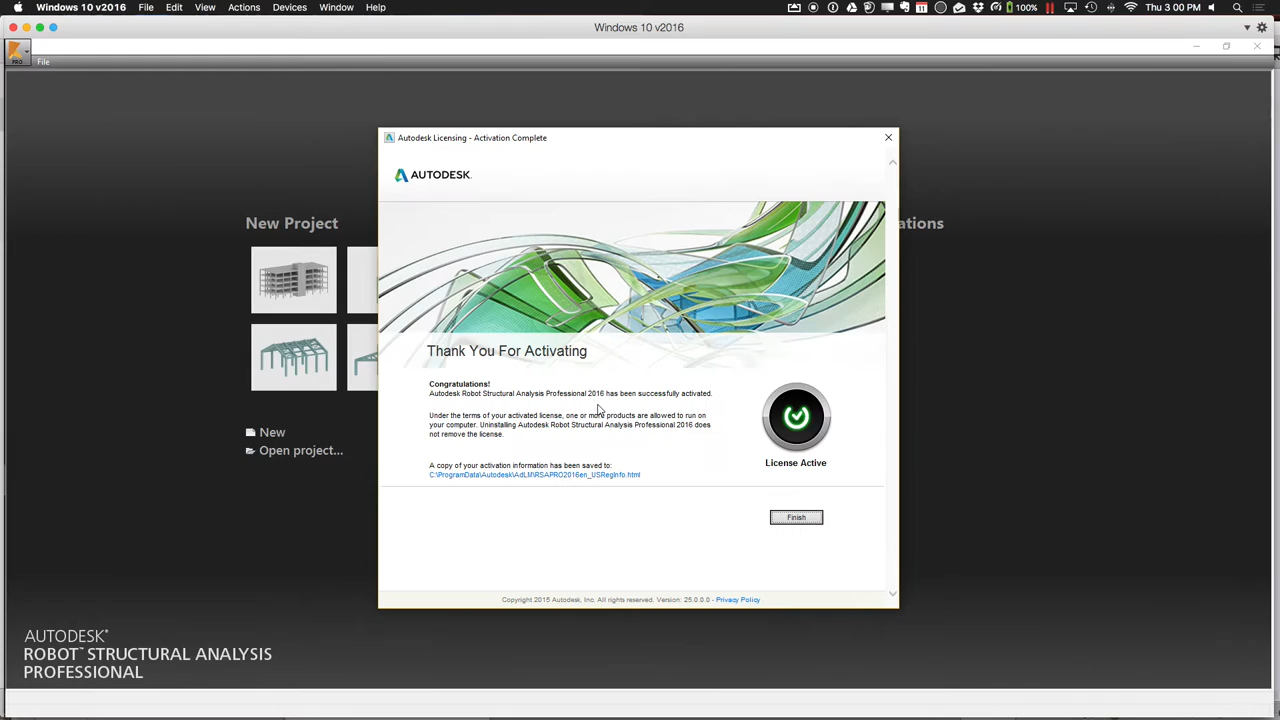 Windows 10 v2016 File Edit View Actions Devices Window Help 11 100% Thu 3:00 PM
Windows 10 v2016
PRO
File
Autodesk Licensing - Activation Complete
AUTODESK.
New Project
ations
Thank You For Activating
Congratulations!
Autodesk Robot Structural Analysis Professional 2016 has been successfully activated.
Under the terms of your activated license, one or more products are allowed to run on
your computer. Uninstalling Autodesk Robot Structural Analysis Professional 2016 does
not remove the license.
A copy of your activation information has been saved to:
C:\ProgramData\Autodesk\AdLM\RSAPRO2016en_USRegInfo.html
License Active
New
Open project...
Finish
Copyright 2015 Autodesk, Inc. All rights reserved. Version: 25.0.0.0 - Privacy Policy
AUTODESK®
ROBOT™ STRUCTURAL ANALYSIS
PROFESSIONAL